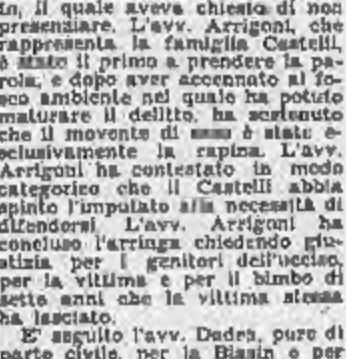 to, il quale aveva chiesto di non
presenziare. L'avv. Arrigoni, che
rappresenta la famiglia Castelli,
è stato il primo a prendere la pa-
rola, e dopo aver accennato al fo-
sco ambiente nel quale ha potuto
maturare il delitto, ha sostenuto
che il movente di esso è stato e-
sclusivamente la rapina. L'avv.
Arrigoni ha contestato in modo
categorico che il Castelli abbia
spinto l'imputato alla necessità di
difendersi. L'avv. Arrigoni ha
concluso l'arringa chiedendo giu-
stizia per i genitori dell'ucciso,
per la vittima e per il bimbo di
sette anni che la vittima stessa
ha lasciato.
E' seguito l'avv. Dodea, pure di
parte civile, per la Biasin e per